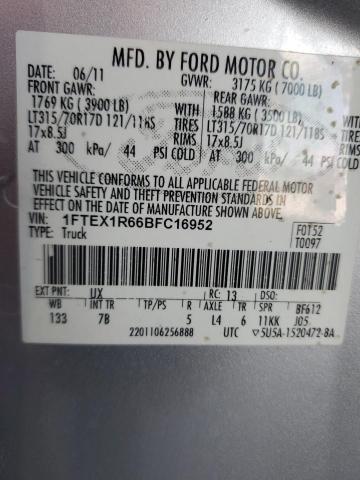 MFD. BY FORD MOTOR CO.
DATE: 06/11 GVWR: 3175 KG (7000 LB)
FRONT GAWR: REAR GAWR:
1769 KG (3900 LB) WITH 1588 KG (3500 LB) WITH
LT315/70R17D 121/118S TIRES LT315/70R17D 121/118S TIRES
17x8.5J RIMS 17x8.5J RIMS
AT 300 kPa/ 44 PSI COLD AT 300 kPa/ 44 PSI COLD
THIS VEHICLE CONFORMS TO ALL APPLICABLE FEDERAL MOTOR
VEHICLE SAFETY AND BUMPER STANDARDS IN EFFECT ON THE DATE OF
MANUFACTURE SHOWN ABOVE.
VIN: 1FTEX1R66BFC16952 F0T52
TYPE: Truck T0097
EXT PNT: UX RC: 13 DSO:
WB INT TR TP/PS R AXLE TR SPR BF612
133 7B 5 L4 6 11KK J05
2201106256888 UTC ▽5U5A-1520472-BA